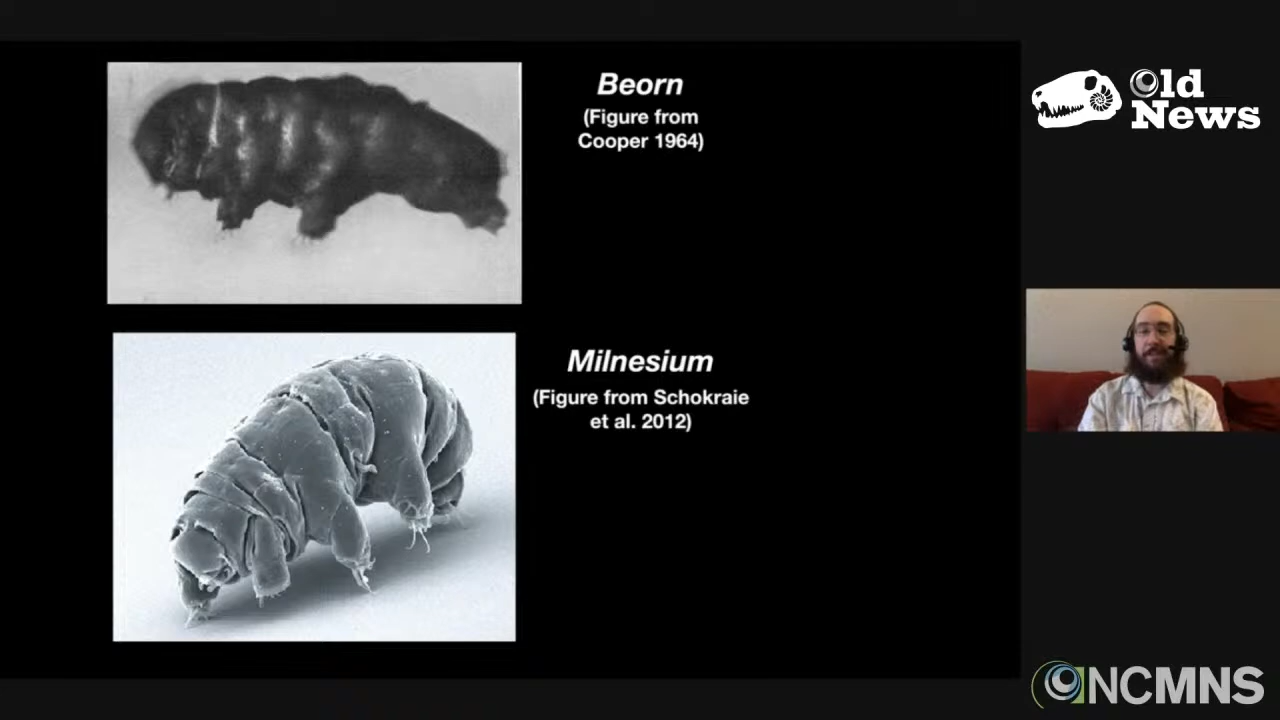 Beorn
(Figure from
Cooper 1964)
Milnesium
(Figure from Schokraie
et al. 2012)
Old
News
NCMNS